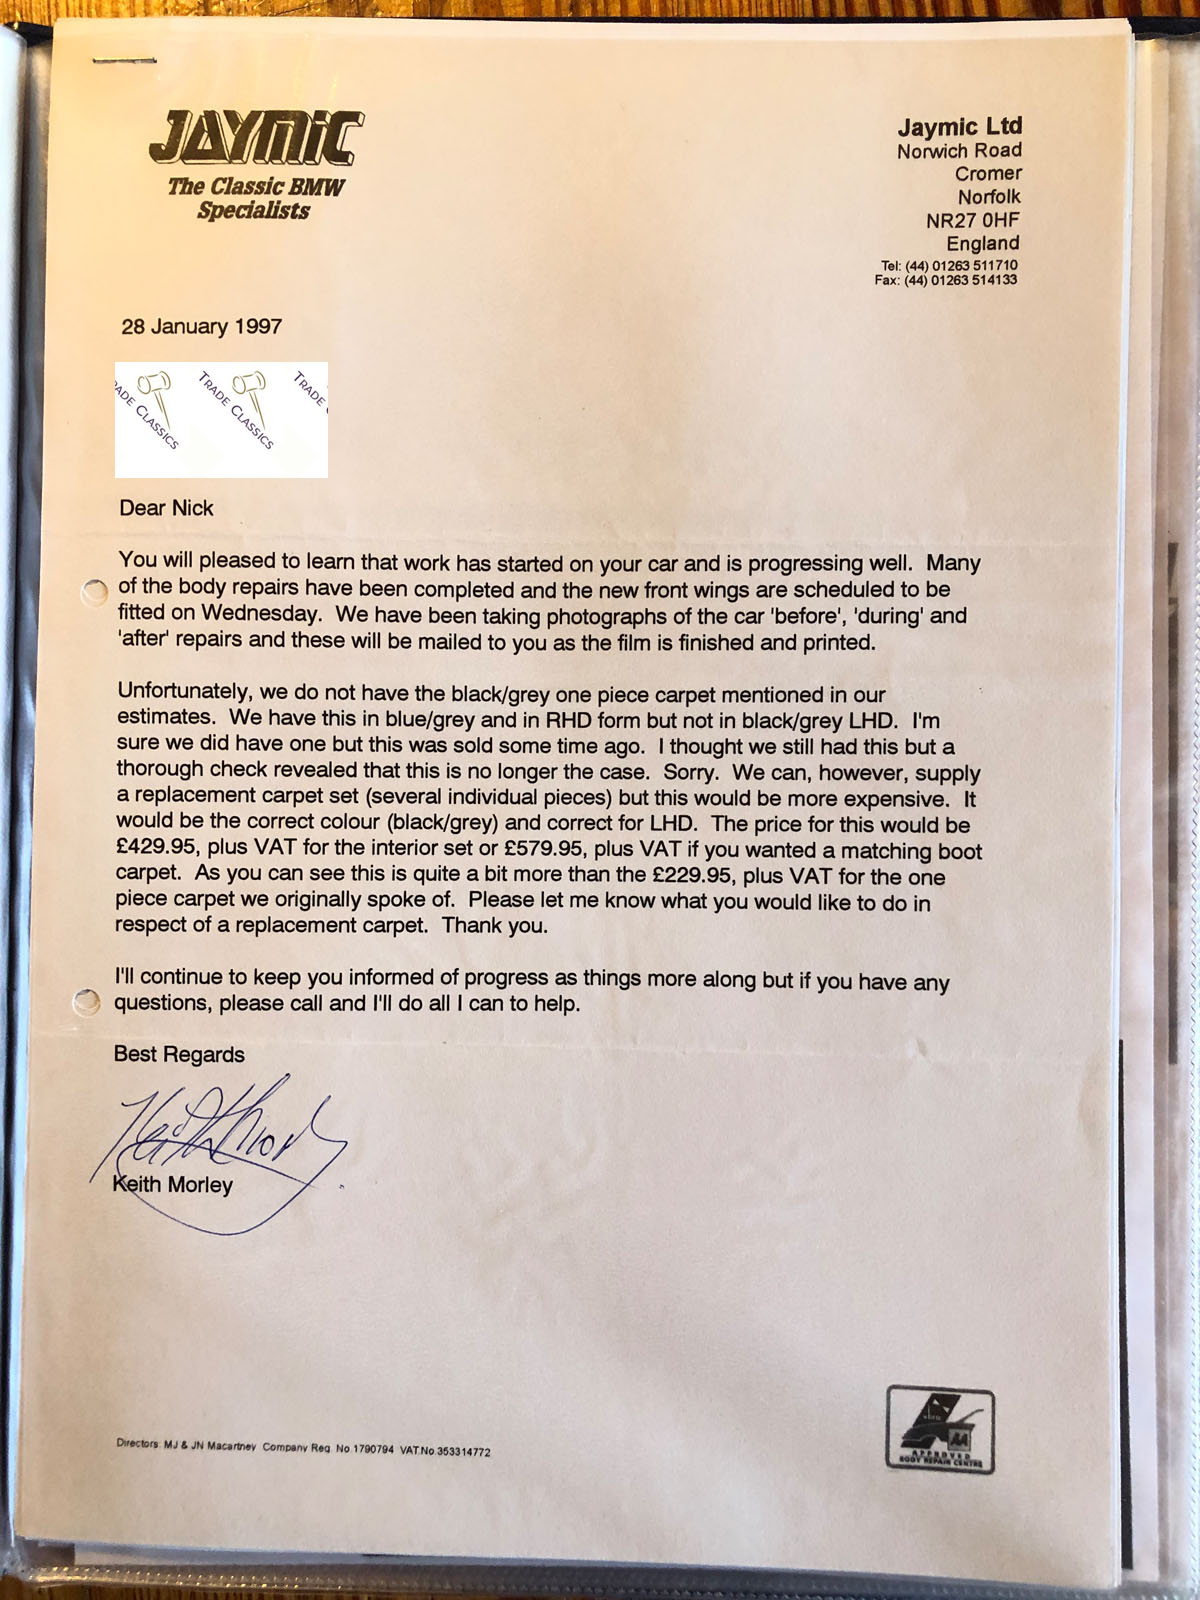 JAYMIC
The Classic BMW
Specialists
Jaymic Ltd
Norwich Road
Cromer
Norfolk
NR27 0HF
England
Tel: (44) 01263 511710
Fax: (44) 01263 514133
28 January 1997
ADE CLASSICS
TRADE CLASSICS
TRADE
Dear Nick
You will pleased to learn that work has started on your car and is progressing well. Many
of the body repairs have been completed and the new front wings are scheduled to be
fitted on Wednesday. We have been taking photographs of the car 'before', 'during' and
'after' repairs and these will be mailed to you as the film is finished and printed.
Unfortunately, we do not have the black/grey one piece carpet mentioned in our
estimates. We have this in blue/grey and in RHD form but not in black/grey LHD. I'm
sure we did have one but this was sold some time ago. I thought we still had this but a
thorough check revealed that this is no longer the case. Sorry. We can, however, supply
a replacement carpet set (several individual pieces) but this would be more expensive. It
would be the correct colour (black/grey) and correct for LHD. The price for this would be
£429.95, plus VAT for the interior set or £579.95, plus VAT if you wanted a matching boot
carpet. As you can see this is quite a bit more than the £229.95, plus VAT for the one
piece carpet we originally spoke of. Please let me know what you would like to do in
respect of a replacement carpet. Thank you.
I'll continue to keep you informed of progress as things more along but if you have any
questions, please call and I'll do all I can to help.
Best Regards
Keith Morley
Keith Morley
Directors: MJ & JN Macartney Company Reg. No 1790794 VAT.No.353314772
AA
APPROVED
BODY REPAIR CENTRE